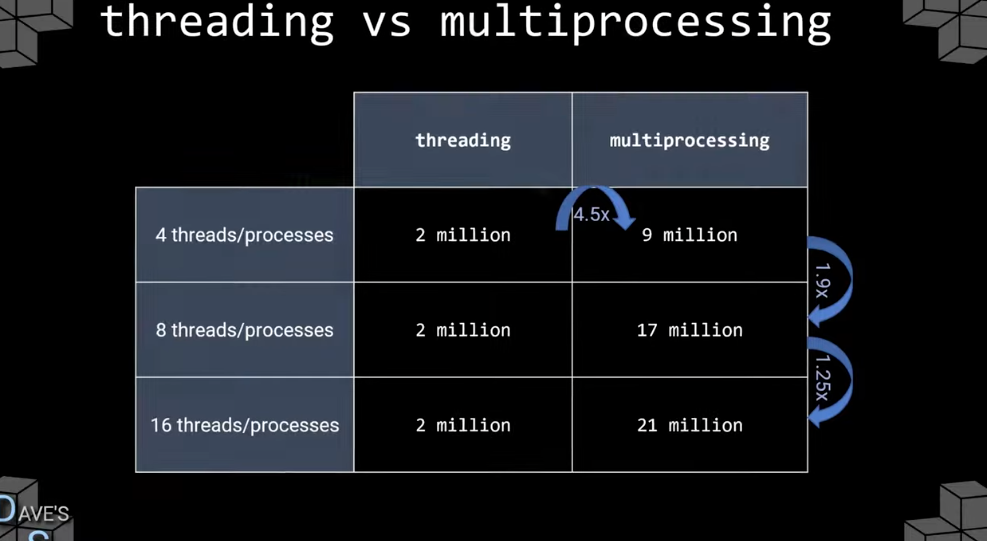 threading vs multiprocessing
threading multiprocessing
4.5x
4 threads/processes 2 million 9 million
1.9x
8 threads/processes 2 million 17 million
1.25x
16 threads/processes 2 million 21 million
DAVE'S